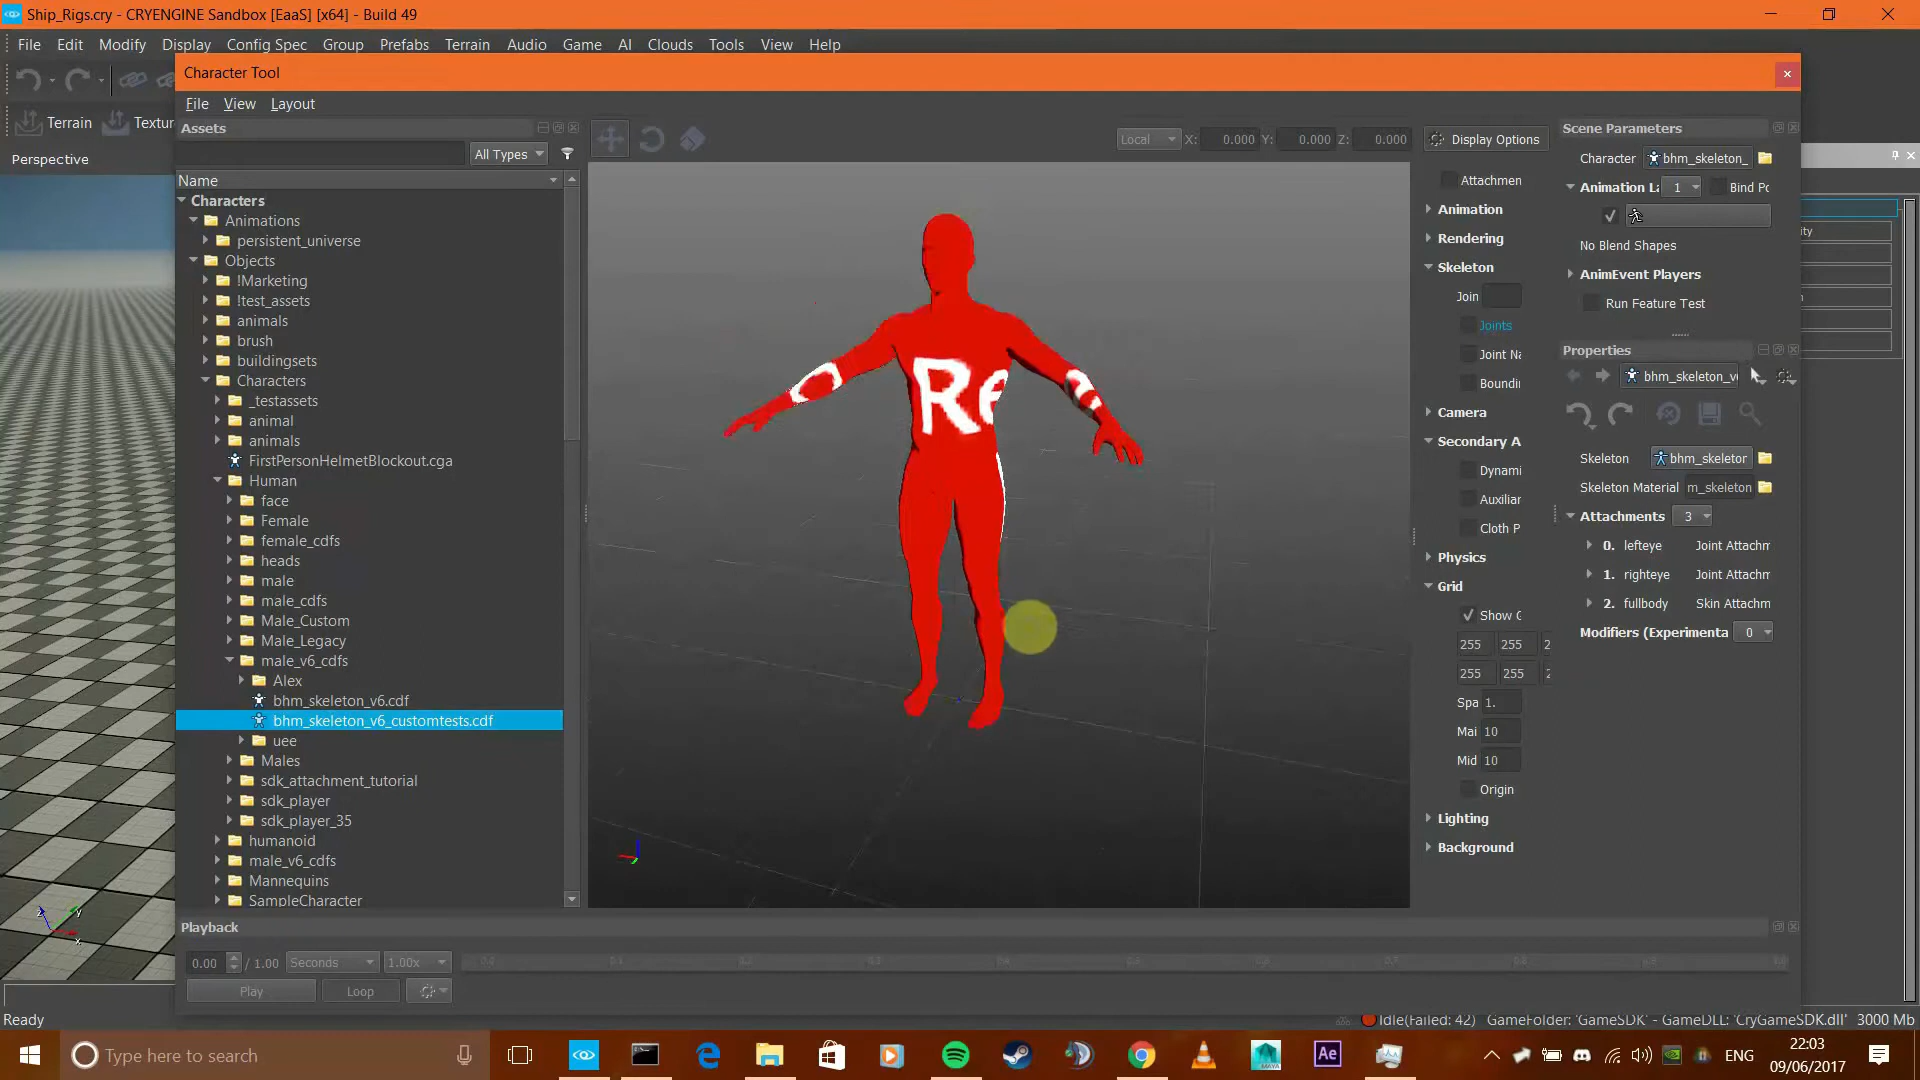 Ship_Rigs.cry - CRYENGINE Sandbox [EaaS] [x64] - Build 49
File Edit Modify Display Config Spec Group Prefabs Terrain Audio Game AI Clouds Tools View Help
Character Tool
File View Layout
Terrain Textur
Perspective
Assets
All Types
Name
Characters
Animations
persistent_universe
Objects
!Marketing
!test_assets
animals
brush
buildingsets
Characters
_testassets
animal
animals
FirstPersonHelmetBlockout.cga
Human
face
Female
female_cdfs
heads
male
male_cdfs
Male_Custom
Male_Legacy
male_v6_cdfs
Alex
bhm_skeleton_v6.cdf
bhm_skeleton_v6_customtests.cdf
uee
Males
sdk_attachment_tutorial
sdk_player
sdk_player_35
humanoid
male_v6_cdfs
Mannequins
SampleCharacter
Local X: 0.000 Y: 0.000 Z: 0.000
Re
Display Options
Attachmen
Animation
Rendering
Skeleton
Join
Joints
Joint Na
Boundin
Camera
Secondary A
Dynami
Auxiliar
Cloth P
Physics
Grid
Show G
255 255 2
255 255 2
Spa 1.
Mai 10
Mid 10
Origin
Lighting
Background
Scene Parameters
Character bhm_skeleton_
Animation La 1 Bind Po
No Blend Shapes
AnimEvent Players
Run Feature Test
Properties
bhm_skeleton_v
Skeleton bhm_skeletor
Skeleton Material m_skeleton
Attachments 3
0. lefteye Joint Attachm
1. righteye Joint Attachm
2. fullbody Skin Attachm
Modifiers (Experimenta 0
ity
Playback
0.00 / 1.00 Seconds 1.00x
Play Loop
Ready
Idle(Failed: 42) GameFolder: 'GameSDK' - GameDLL: 'CryGameSDK.dll' 3000 Mb
Type here to search
MAYA
Ae
ENG
22:03
09/06/2017